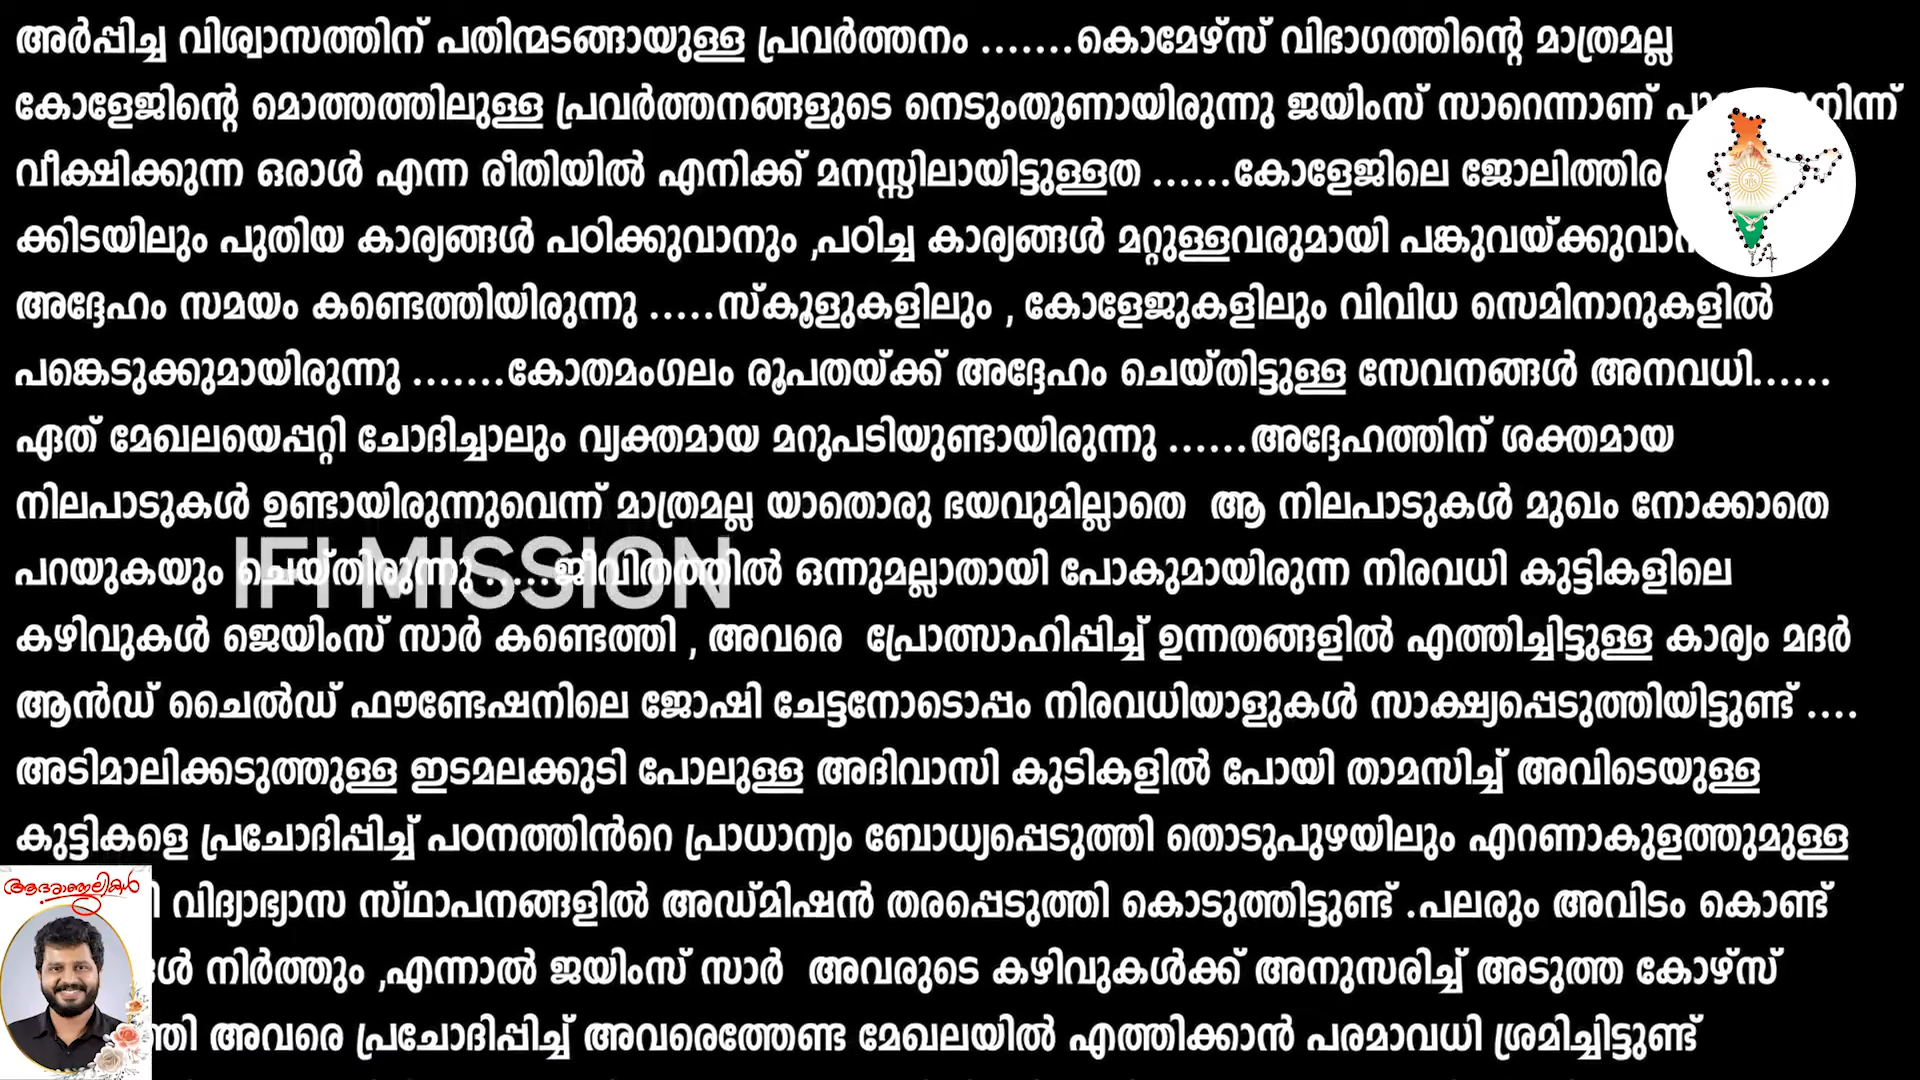 അർപ്പിച്ച വിശ്വാസത്തിന് പതിന്മടങ്ങായുള്ള പ്രവർത്തനം .......കൊമേഴ്സ് വിഭാഗത്തിന്റെ മാത്രമല്ല
കോളേജിന്റെ മൊത്തത്തിലുള്ള പ്രവർത്തനങ്ങളുടെ നെടുംതൂണായിരുന്നു ജയിംസ് സാറെന്നാണ്
വീക്ഷിക്കുന്ന ഒരാൾ എന്ന രീതിയിൽ എനിക്ക് മനസ്സിലായിട്ടുള്ളത ......കോളേജിലെ
ക്കിടയിലും പുതിയ കാര്യങ്ങൾ പഠിക്കുവാനും ,പഠിച്ച കാര്യങ്ങൾ മറ്റുള്ളവരുമായി
അദ്ദേഹം സമയം കണ്ടെത്തിയിരുന്നു .....സ്കൂളുകളിലും , കോളേജുകളിലും വിവിധ സെമിനാറുകളിൽ
പങ്കെടുക്കുമായിരുന്നു .......കോതമംഗലം രൂപതയ്ക്ക് അദ്ദേഹം ചെയ്തിട്ടുള്ള സേവനങ്ങൾ അനവധി......
ഏത് മേഖലയെപ്പറ്റി ചോദിച്ചാലും വ്യക്തമായ മറുപടിയുണ്ടായിരുന്നു ......അദ്ദേഹത്തിന് ശക്തമായ
നിലപാടുകൾ ഉണ്ടായിരുന്നുവെന്ന് മാത്രമല്ല യാതൊരു ഭയവുമില്ലാതെ ആ നിലപാടുകൾ മുഖം നോക്കാതെ
പറയുകയും ചെയ്തിരുന്നു .....ജീവിതത്തിൽ ഒന്നുമല്ലാതായി പോകുമായിരുന്ന നിരവധി കുട്ടികളിലെ
IFI MISSION
കഴിവുകൾ ജെയിംസ് സാർ കണ്ടെത്തി , അവരെ പ്രോത്സാഹിപ്പിച്ച് ഉന്നതങ്ങളിൽ എത്തിച്ചിട്ടുള്ള കാര്യം മദർ
ആൻഡ് ചൈൽഡ് ഫൗണ്ടേഷനിലെ ജോഷി ചേട്ടനോടൊപ്പം നിരവധിയാളുകൾ സാക്ഷ്യപ്പെടുത്തിയിട്ടുണ്ട് ....
അടിമാലിക്കടുത്തുള്ള ഇടമലക്കുടി പോലുള്ള അദിവാസി കുടികളിൽ പോയി താമസിച്ച് അവിടെയുള്ള
കുട്ടികളെ പ്രചോദിപ്പിച്ച് പഠനത്തിൻറെ പ്രാധാന്യം ബോധ്യപ്പെടുത്തി തൊടുപുഴയിലും എറണാകുളത്തുമുള്ള
വിദ്യാഭ്യാസ സ്ഥാപനങ്ങളിൽ അഡ്മിഷൻ തരപ്പെടുത്തി കൊടുത്തിട്ടുണ്ട് .പലരും അവിടം കൊണ്ട്
നിർത്തും ,എന്നാൽ ജയിംസ് സാർ അവരുടെ കഴിവുകൾക്ക് അനുസരിച്ച് അടുത്ത കോഴ്സ്
അവരെ പ്രചോദിപ്പിച്ച് അവരെത്തേണ്ട മേഖലയിൽ എത്തിക്കാൻ പരമാവധി ശ്രമിച്ചിട്ടുണ്ട്
ആദരാഞ്ജലികൾ